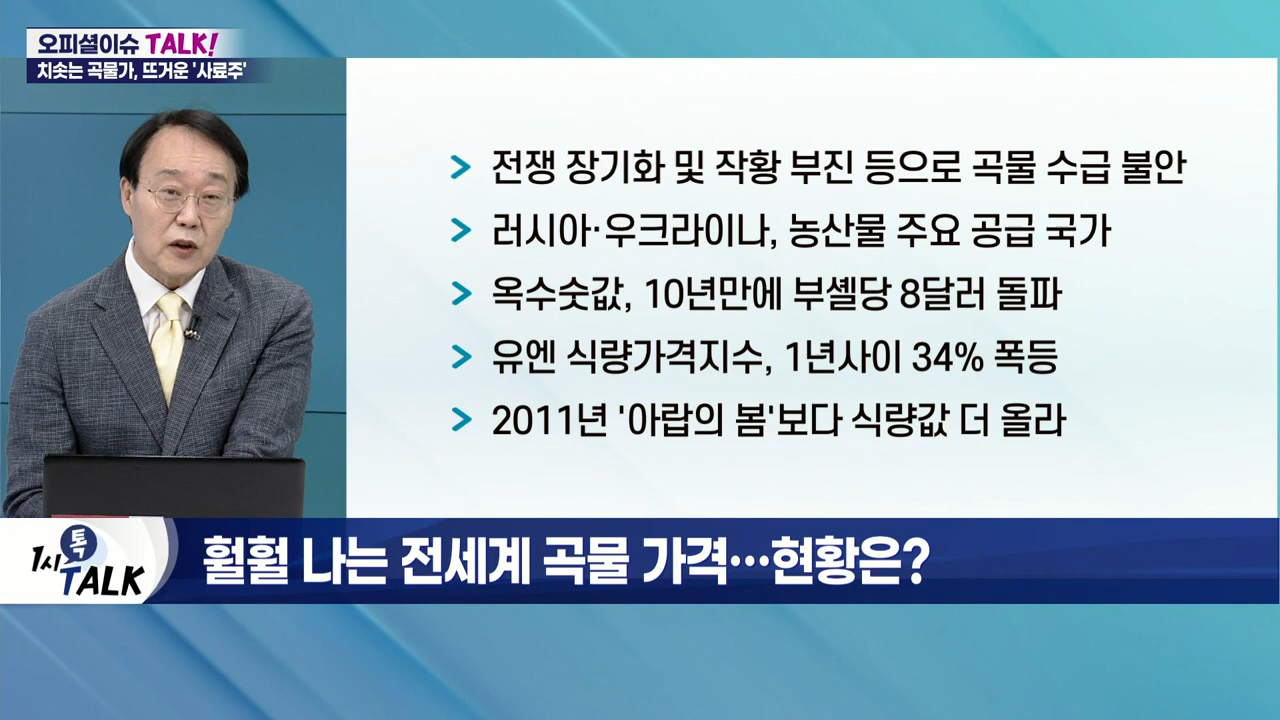 오피셜이슈 TALK!
치솟는 곡물가, 뜨거운 '사료주'
> 전쟁 장기화 및 작황 부진 등으로 곡물 수급 불안
> 러시아·우크라이나, 농산물 주요 공급 국가
> 옥수숫값, 10년만에 부셸당 8달러 돌파
> 유엔 식량가격지수, 1년사이 34% 폭등
> 2011년 '아랍의 봄'보다 식량값 더 올라
1시 톡 TALK
훨훨 나는 전세계 곡물 가격…현황은?